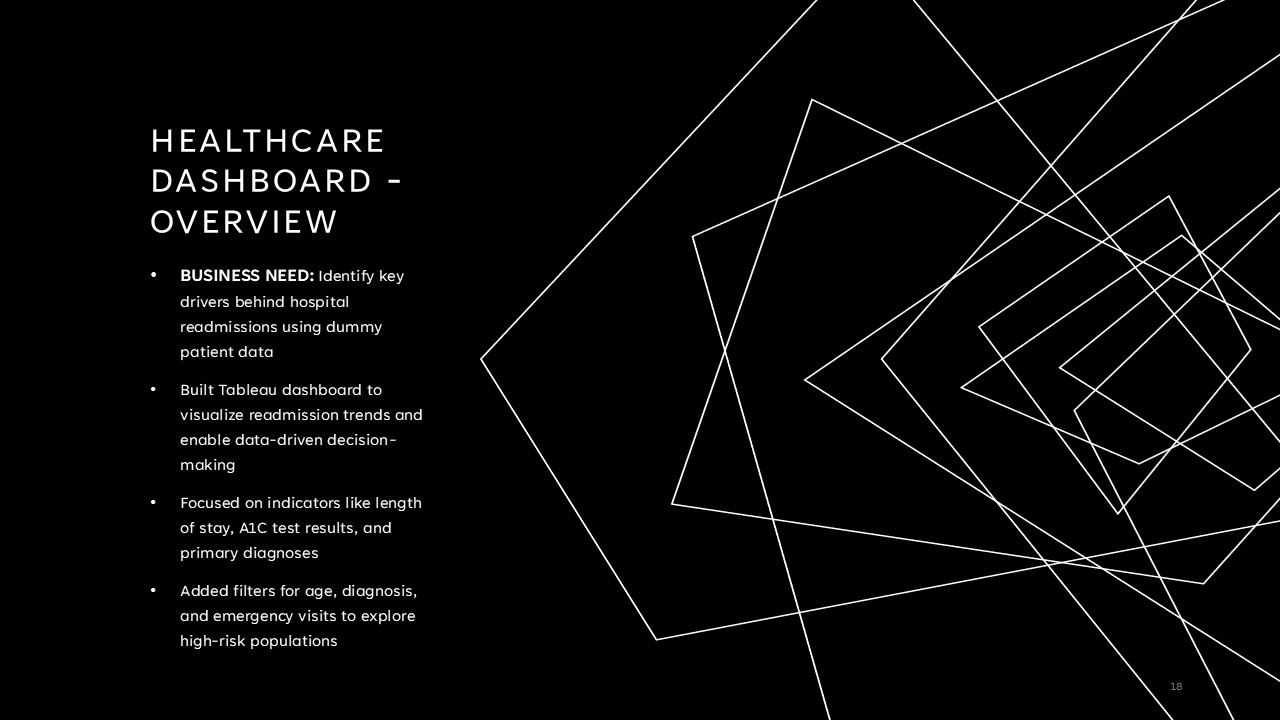 HEALTHCARE
DASHBOARD -
OVERVIEW
• BUSINESS NEED: Identify key
drivers behind hospital
readmissions using dummy
patient data
• Built Tableau dashboard to
visualize readmission trends and
enable data-driven decision-
making
• Focused on indicators like length
of stay, A1C test results, and
primary diagnoses
• Added filters for age, diagnosis,
and emergency visits to explore
high-risk populations
18